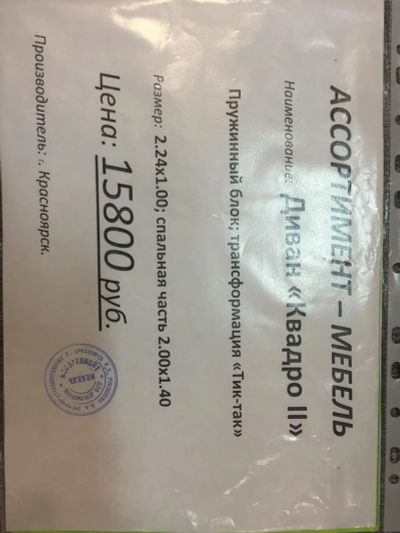 АССОРТИМЕНТ – МЕБЕЛЬ
Наименование: Диван «Квадро II»
Пружинный блок; трансформация «Тик-так»
Размер: 2.24х1.00; спальная часть 2.00х1.40
Цена: 15800 руб.
Производитель: г. Красноярск.